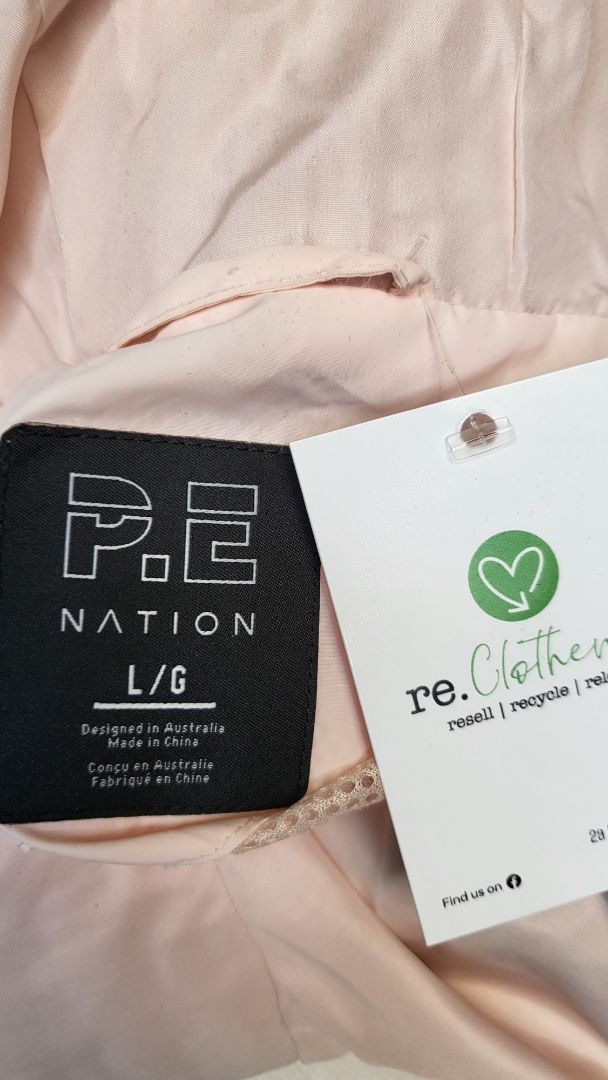 P.E
NATION
L/G
Designed in Australia
Made in China
Conçu en Australie
Fabriqué en Chine
re.
resell | recycle |
Find us on